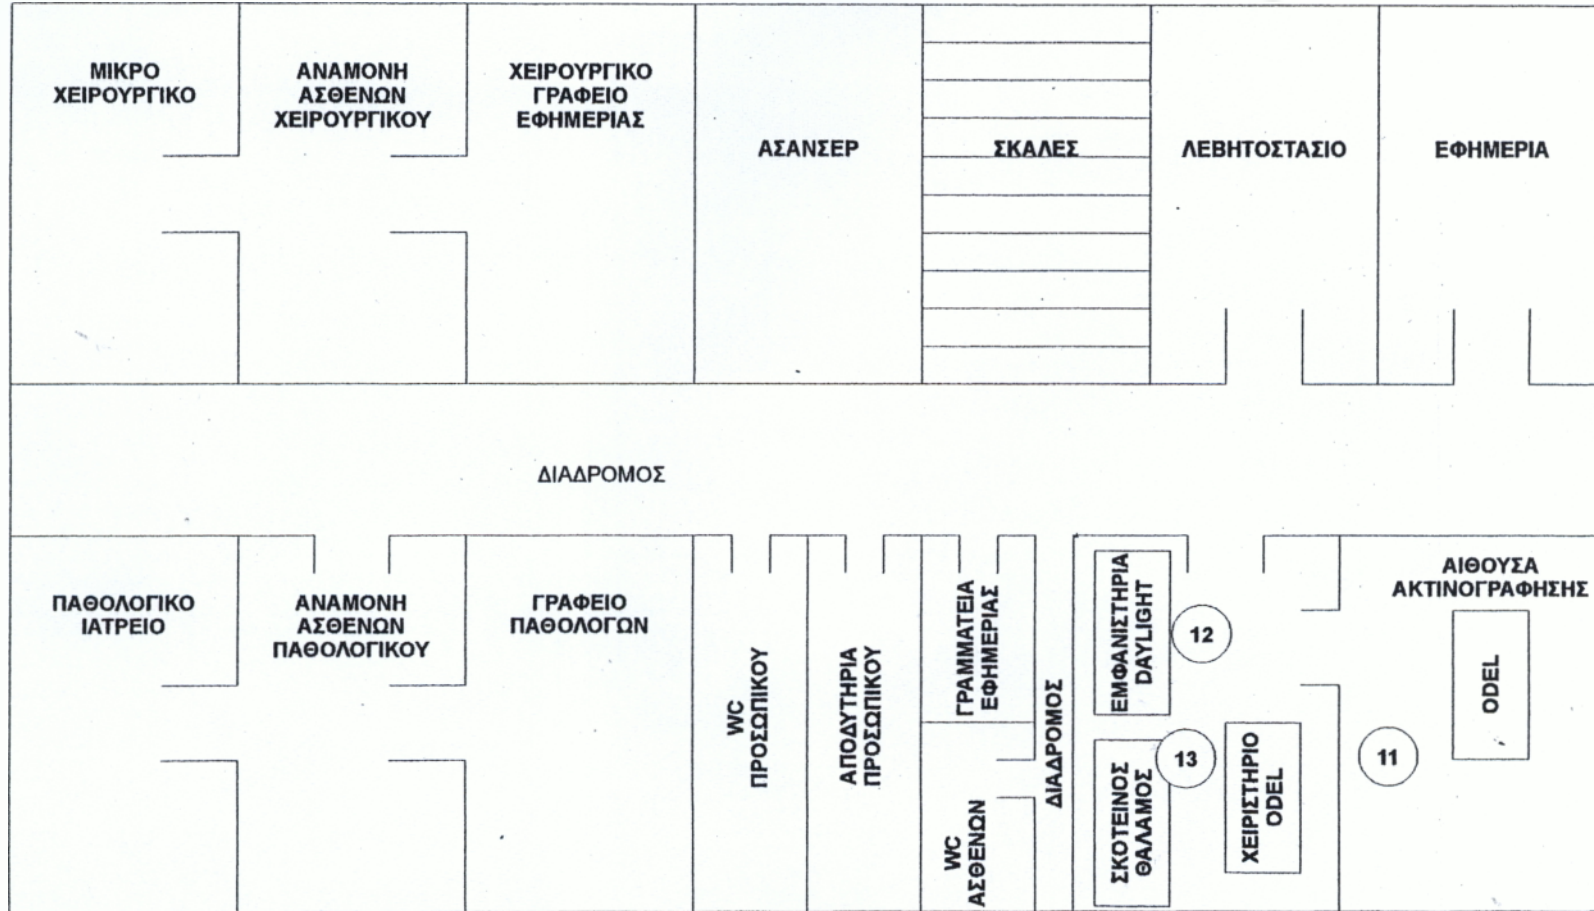 ΜΙΚΡΟ
ΧΕΙΡΟΥΡΓΙΚΟ
ΑΝΑΜΟΝΗ
ΑΣΘΕΝΩΝ
ΧΕΙΡΟΥΡΓΙΚΟΥ
ΧΕΙΡΟΥΡΓΙΚΟ
ΓΡΑΦΕΙΟ
ΕΦΗΜΕΡΙΑΣ
ΑΣΑΝΣΕΡ
ΣΚΑΛΕΣ
ΛΕΒΗΤΟΣΤΑΣΙΟ
ΕΦΗΜΕΡΙΑ
ΔΙΑΔΡΟΜΟΣ
ΠΑΘΟΛΟΓΙΚΟ
ΙΑΤΡΕΙΟ
ΑΝΑΜΟΝΗ
ΑΣΘΕΝΩΝ
ΠΑΘΟΛΟΓΙΚΟΥ
ΓΡΑΦΕΙΟ
ΠΑΘΟΛΟΓΩΝ
WC
ΠΡΟΣΩΠΙΚΟΥ
ΑΠΟΔΥΤΗΡΙΑ
ΠΡΟΣΩΠΙΚΟΥ
ΓΡΑΜΜΑΤΕΙΑ
ΕΦΗΜΕΡΙΑΣ
WC
ΑΣΘΕΝΩΝ
ΔΙΑΔΡΟΜΟΣ
ΕΜΦΑΝΙΣΤΗΡΙΑ
DAYLIGHT
12
ΣΚΟΤΕΙΝΟΣ
ΘΑΛΑΜΟΣ
13
ΧΕΙΡΙΣΤΗΡΙΟ
ODEL
11
ΑΙΘΟΥΣΑ
ΑΚΤΙΝΟΓΡΑΦΗΣΗΣ
ODEL